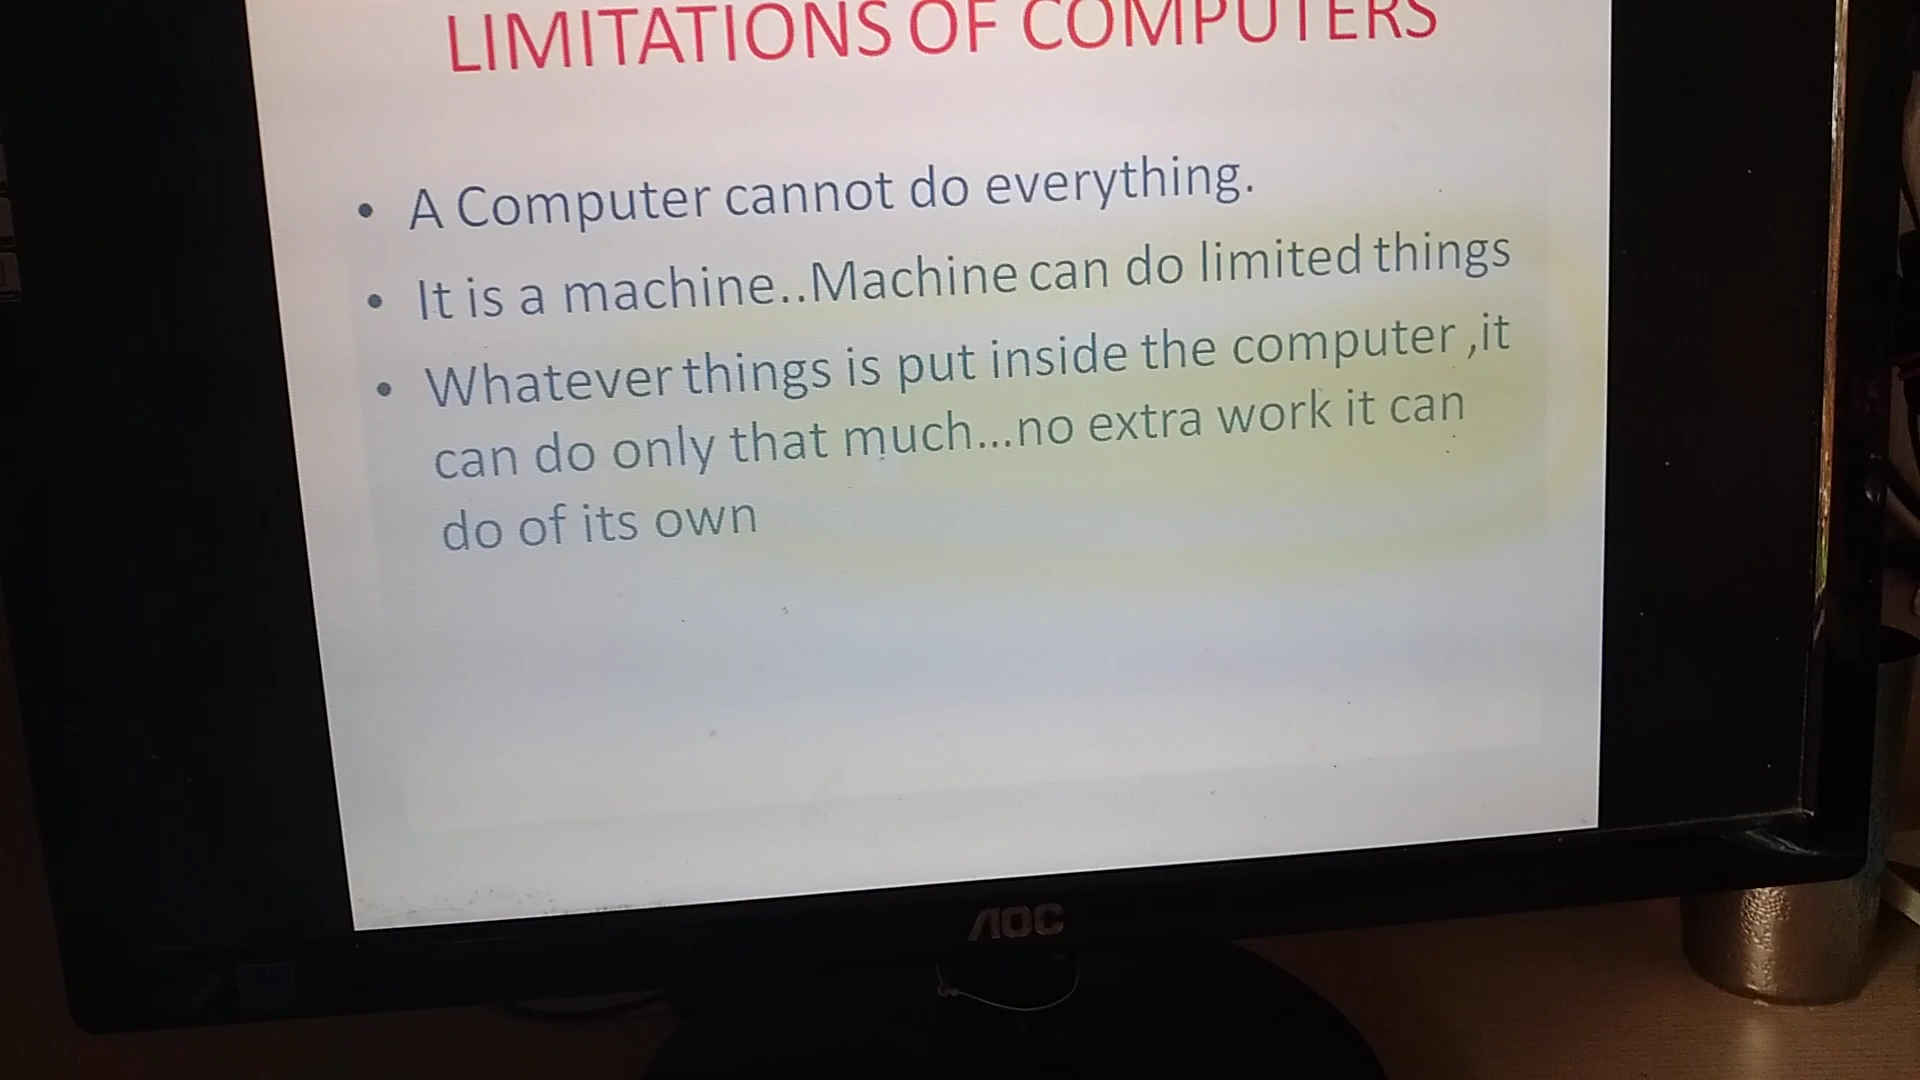 LIMITATIONS OF COMPUTERS
• A Computer cannot do everything.
• It is a machine..Machine can do limited things
• Whatever things is put inside the computer ,it
can do only that much...no extra work it can
do of its own
AOC